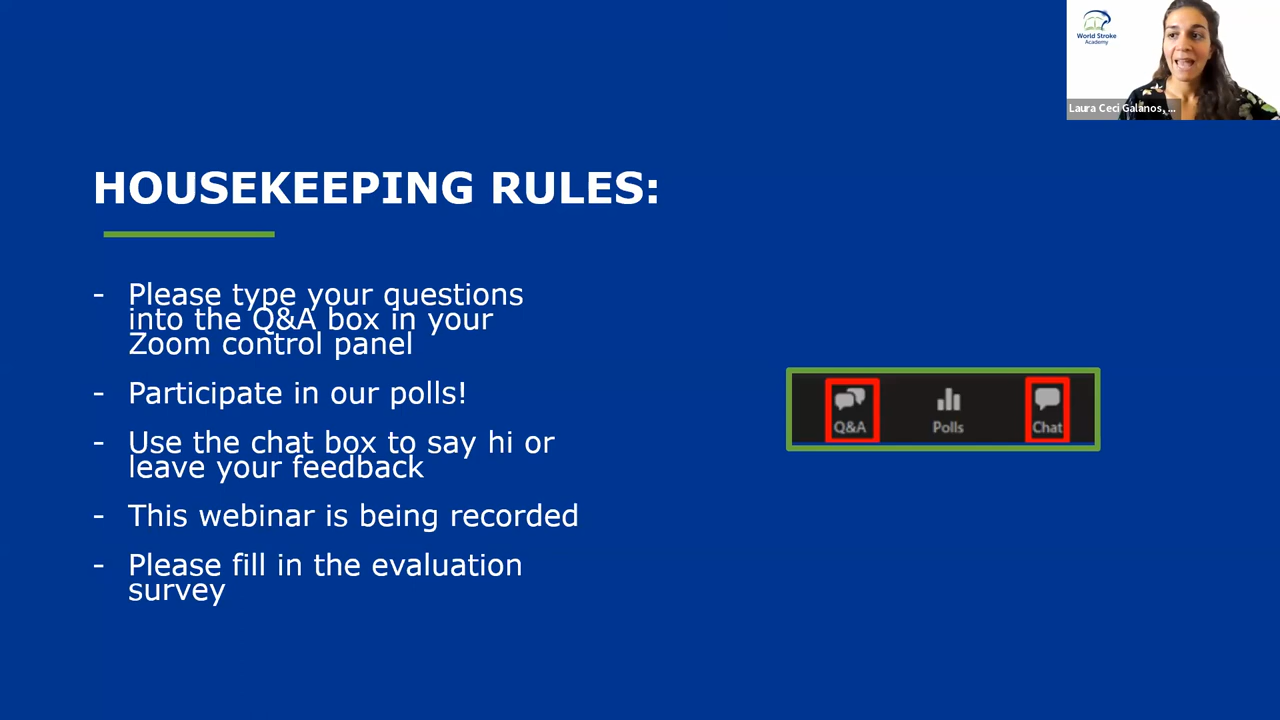 World Stroke
Academy
Laura Ceci Galanos, ...
HOUSEKEEPING RULES:
- Please type your questions
into the Q&A box in your
Zoom control panel
- Participate in our polls!
- Use the chat box to say hi or
leave your feedback
- This webinar is being recorded
- Please fill in the evaluation
survey
Q&A Polls Chat